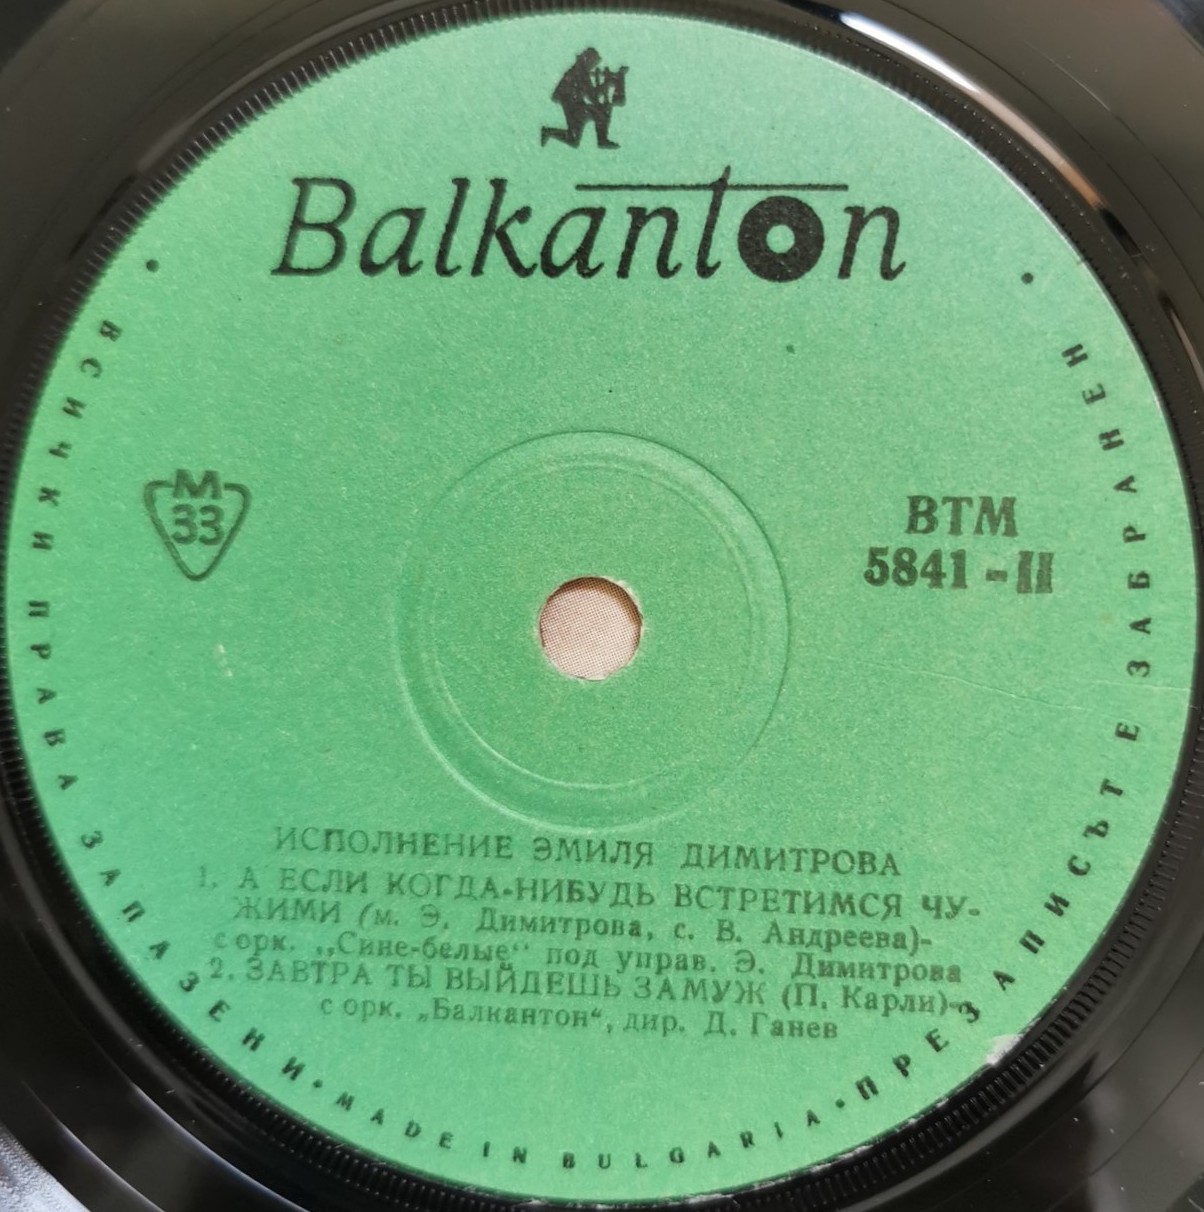 Balkanton
М
33
ВТМ
5841 - II
ИСПОЛНЕНИЕ ЭМИЛЯ ДИМИТРОВА
1. А ЕСЛИ КОГДА-НИБУДЬ ВСТРЕТИМСЯ ЧУ-
ЖИМИ (м. Э. Димитрова, с. В. Андреева)-
с орк. „Сине-белые“ под управ. Э. Димитрова
2. ЗАВТРА ТЫ ВЫЙДЕШЬ ЗАМУЖ (П. Карли)-
с орк. „Балкантон“, дир. Д. Ганев
• ВСИЧКИ ПРАВА ЗАПАЗЕНИ • MADE IN BULGARIA • ПРЕЗАПИСЪТ Е ЗАБРАНЕН •